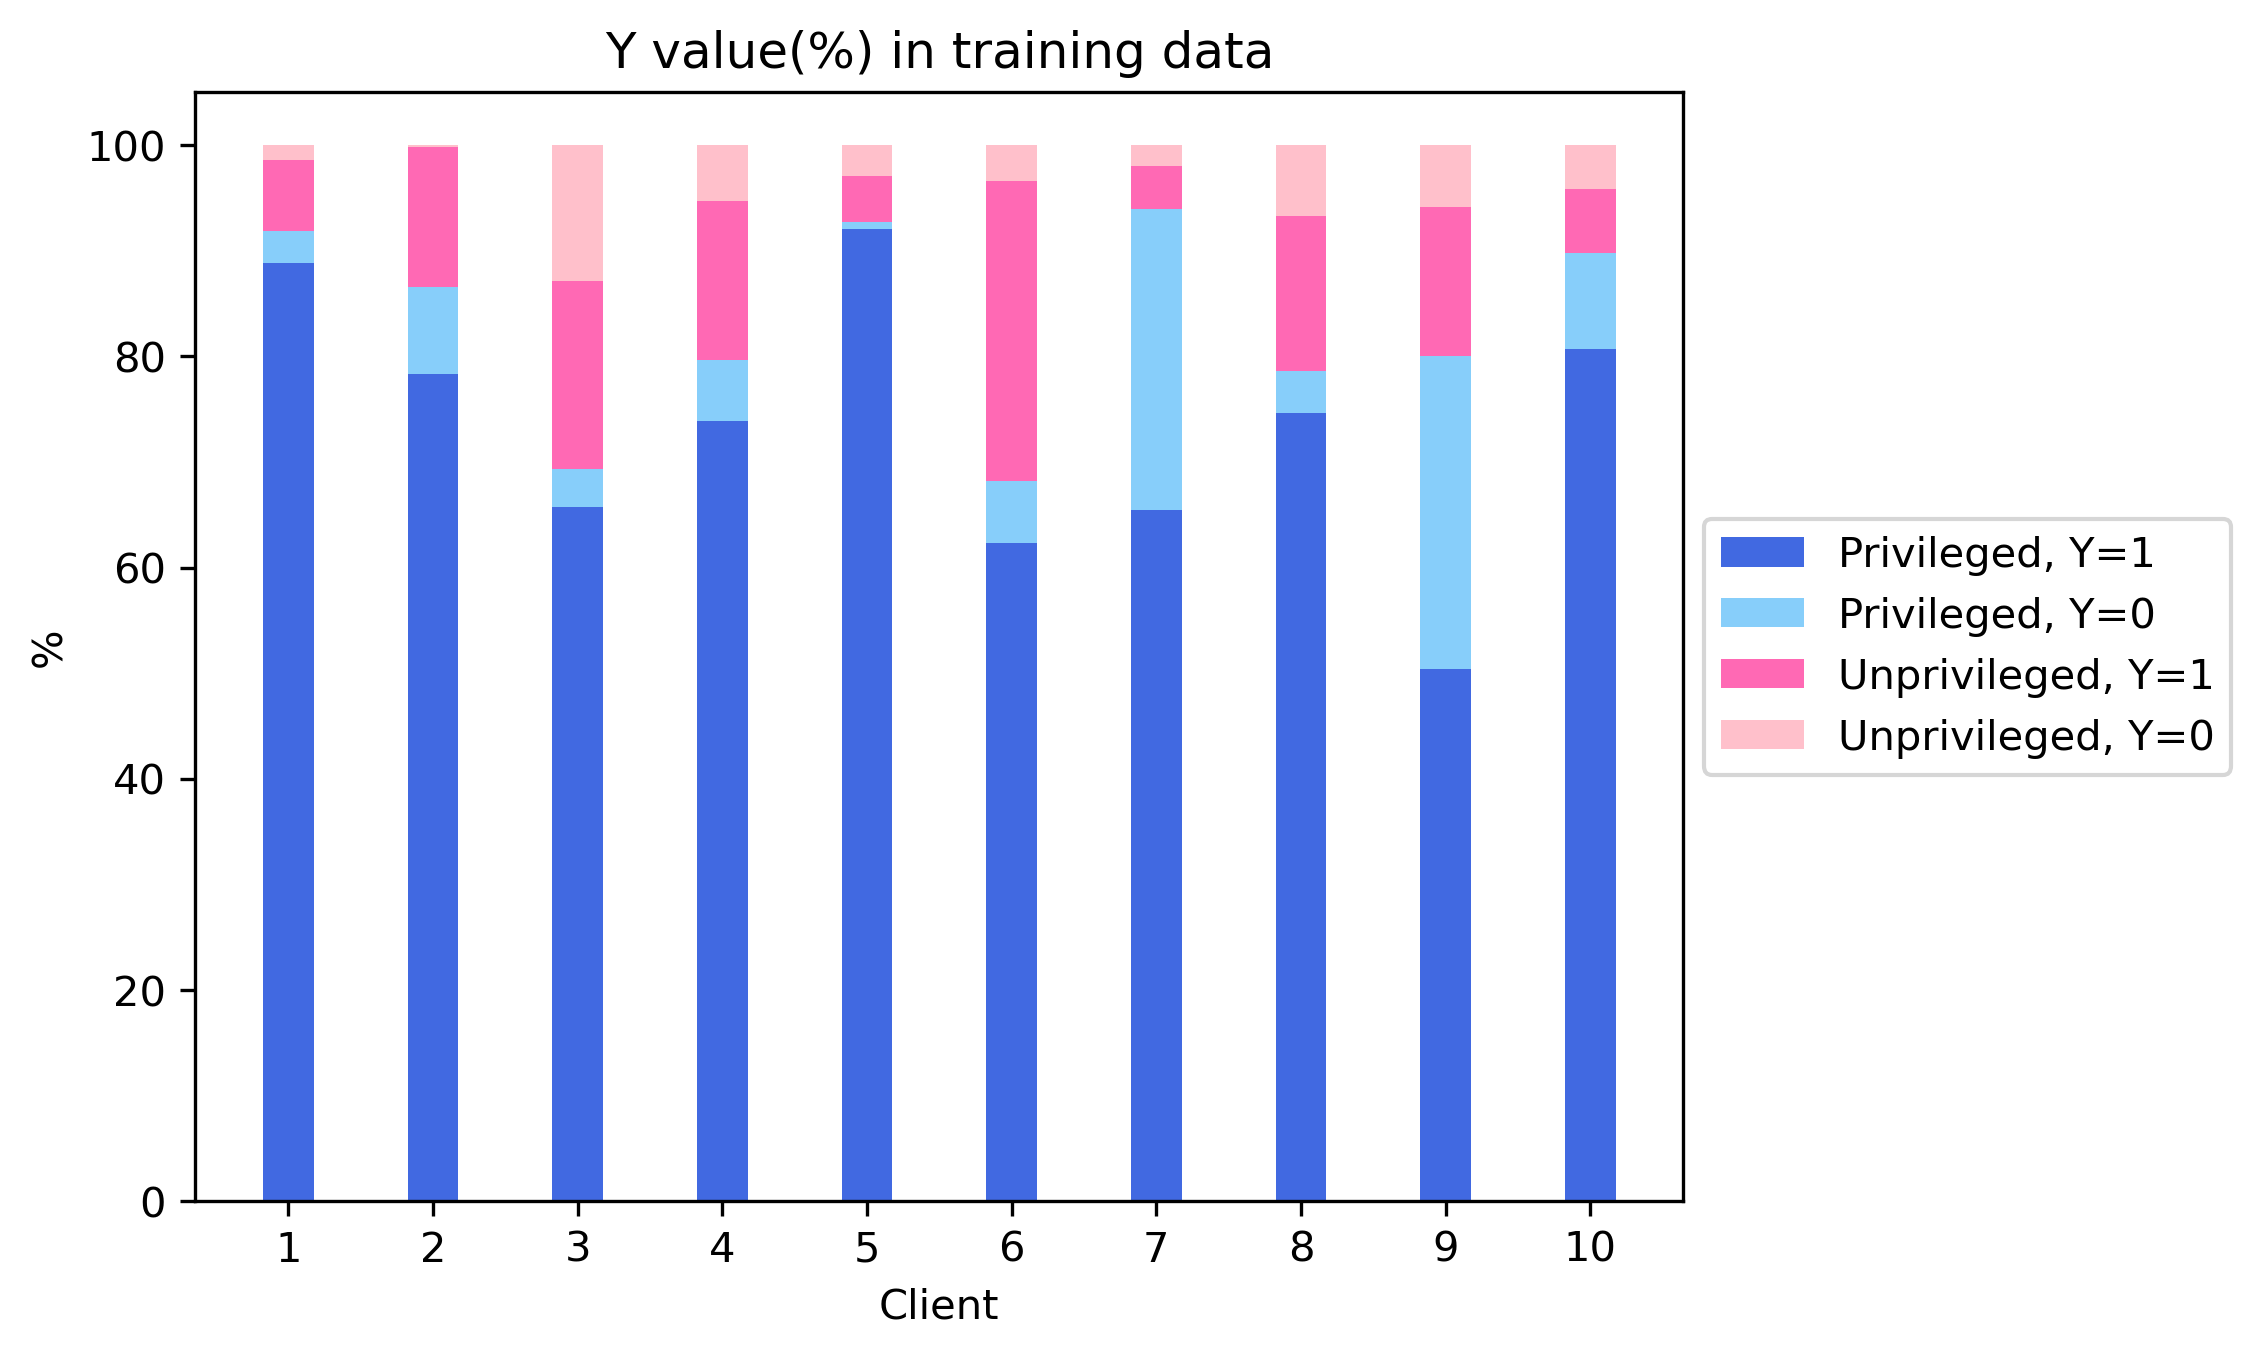 Y value(%) in training data
100
80
60
40
20
0
%
1 2 3 4 5 6 7 8 9 10
Client
Privileged, Y=1
Privileged, Y=0
Unprivileged, Y=1
Unprivileged, Y=0